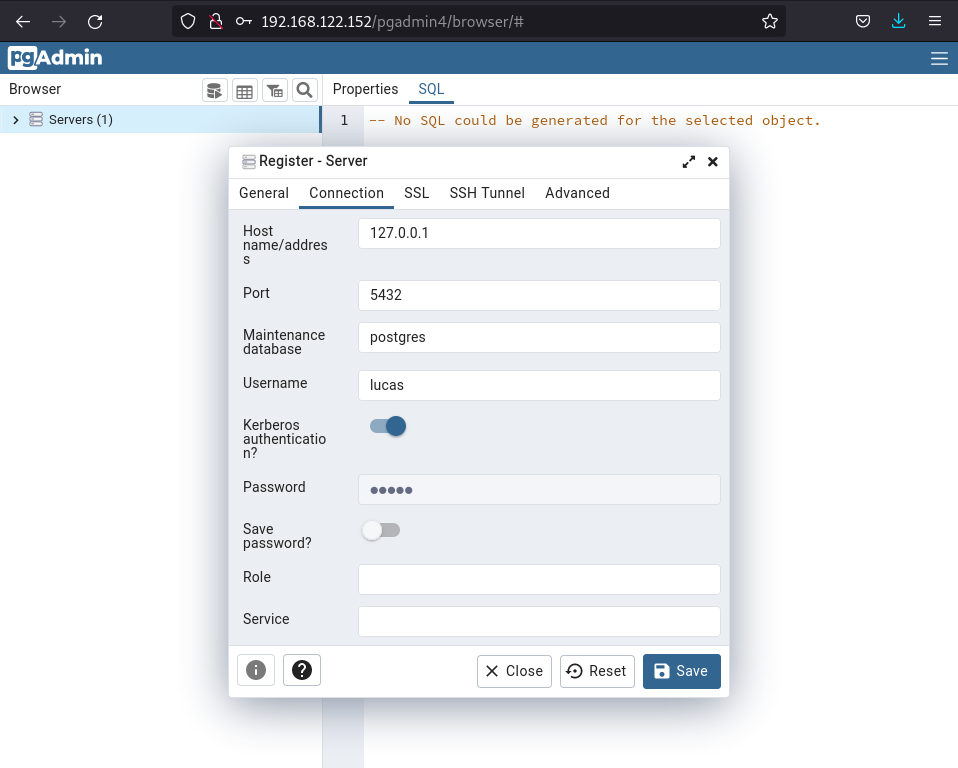 192.168.122.152/pgadmin4/browser/#
pgAdmin
Browser
Properties
SQL
Servers (1)
1
-- No SQL could be generated for the selected object.
Register - Server
General
Connection
SSL
SSH Tunnel
Advanced
Host
name/addres
s
127.0.0.1
Port
5432
Maintenance
database
postgres
Username
lucas
Kerberos
authenticatio
n?
Password
●●●●●
Save
password?
Role
Service
Close
Reset
Save